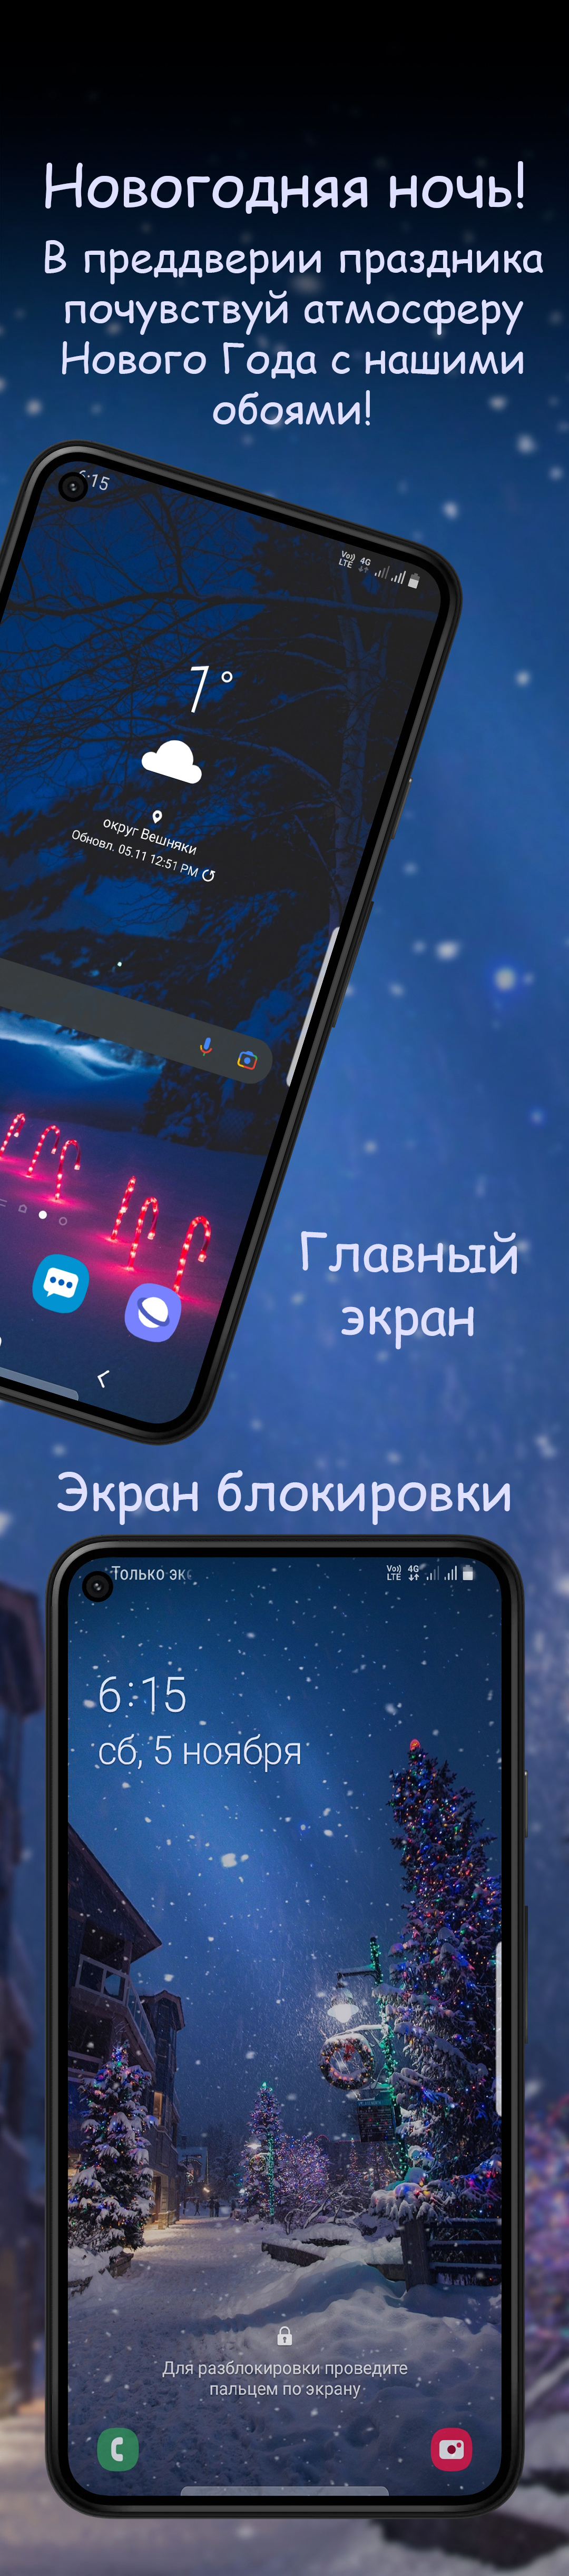 Новогодняя ночь!
В преддверии праздника
почувствуй атмосферу
Нового Года с нашими
обоями!
6:15
Vo)) 4G
LTE
7°
округ Вешняки
Обновл. 05.11 12:51 PM
Главный
экран
Экран блокировки
Только эк
Vo)) 4G
LTE
6:15
сб, 5 ноября
Для разблокировки проведите
пальцем по экрану